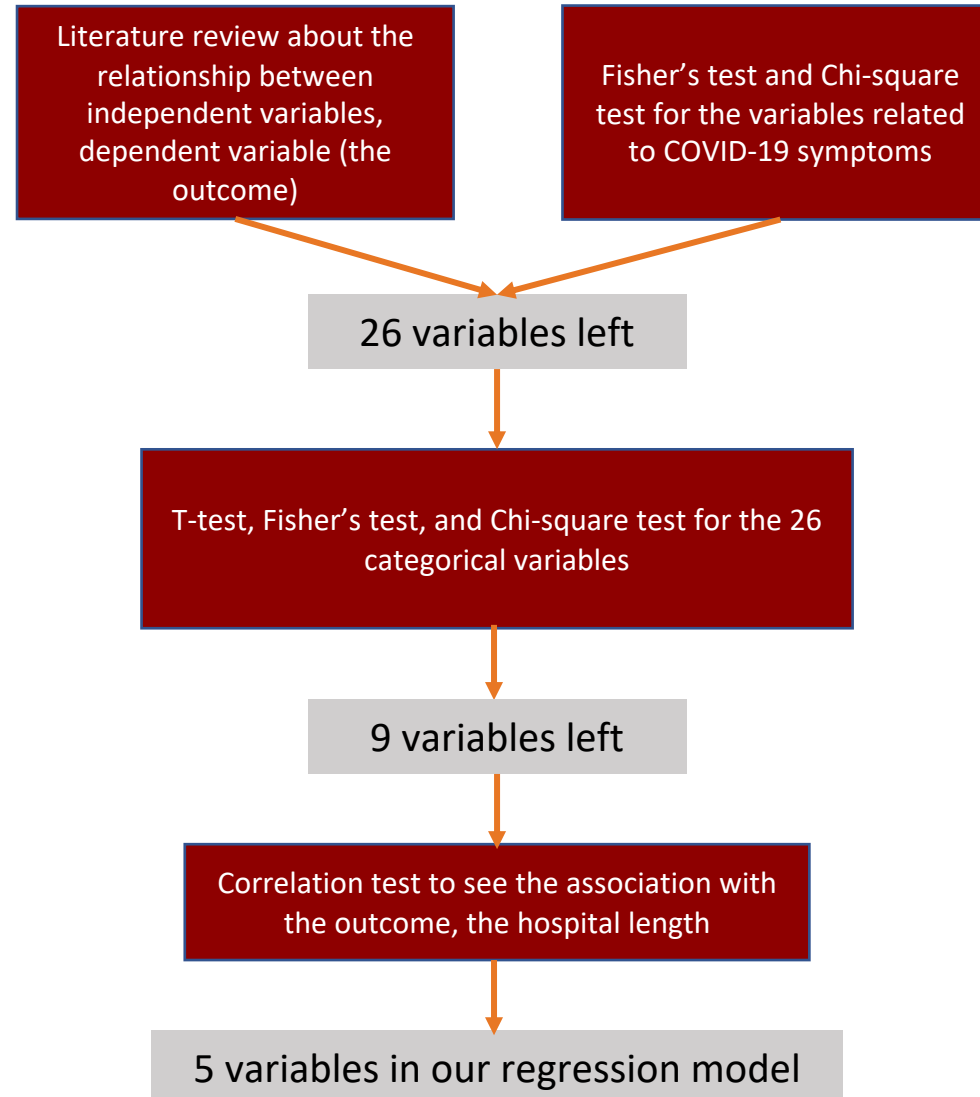 Literature review about the
relationship between
independent variables,
dependent variable (the
outcome)
Fisher’s test and Chi-square
test for the variables related
to COVID-19 symptoms
26 variables left
T-test, Fisher’s test, and Chi-square test for the 26
categorical variables
9 variables left
Correlation test to see the association with
the outcome, the hospital length
5 variables in our regression model